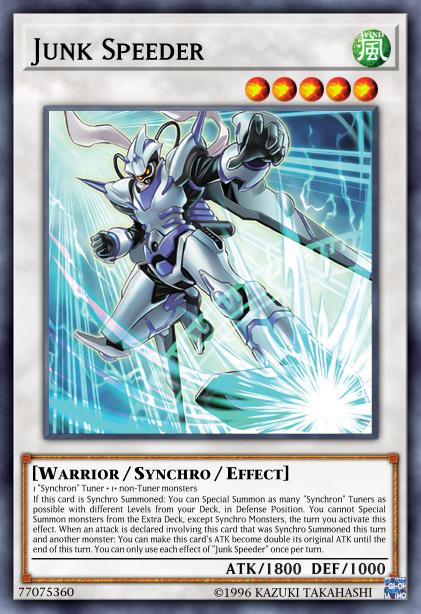 JUNK SPEEDER
WIND
風
[WARRIOR / SYNCHRO / EFFECT]
1 "Synchron" Tuner + 1+ non-Tuner monsters
If this card is Synchro Summoned: You can Special Summon as many "Synchron" Tuners as
possible with different Levels from your Deck, in Defense Position. You cannot Special
Summon monsters from the Extra Deck, except Synchro Monsters, the turn you activate this
effect. When an attack is declared involving this card that was Synchro Summoned this turn
and another monster: You can make this card's ATK become double its original ATK until the
end of this turn. You can only use each effect of "Junk Speeder" once per turn.
ATK/1800 DEF/1000
77075360
©1996 KAZUKI TAKAHASHI